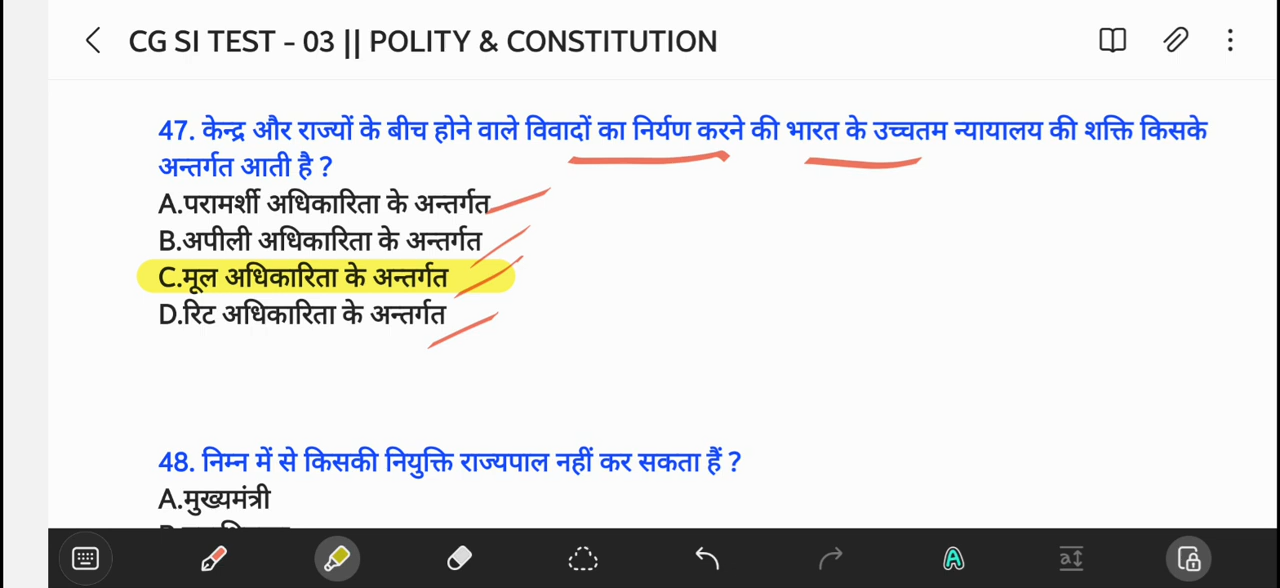 CG SI TEST - 03 || POLITY & CONSTITUTION
47. केन्द्र और राज्यों के बीच होने वाले विवादों का निर्यण करने की भारत के उच्चतम न्यायालय की शक्ति किसके
अन्तर्गत आती है ?
A.परामर्शी अधिकारिता के अन्तर्गत
B.अपीली अधिकारिता के अन्तर्गत
C.मूल अधिकारिता के अन्तर्गत
D.रिट अधिकारिता के अन्तर्गत
48. निम्न में से किसकी नियुक्ति राज्यपाल नहीं कर सकता हैं ?
A.मुख्यमंत्री